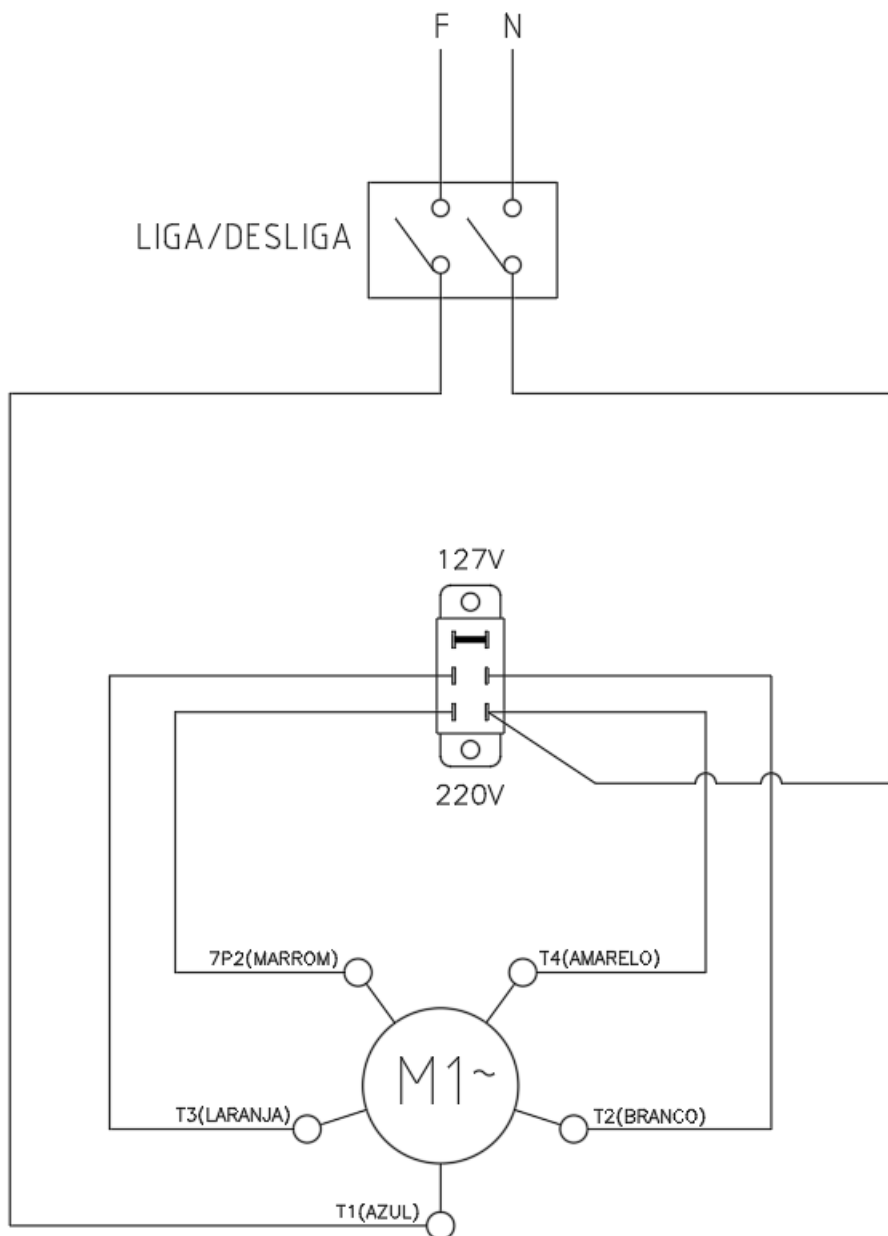 F N
LIGA/DESLIGA
127V
220V
7P2(MARROM)
T4(AMARELO)
M1~
T3(LARANJA)
T2(BRANCO)
T1(AZUL)